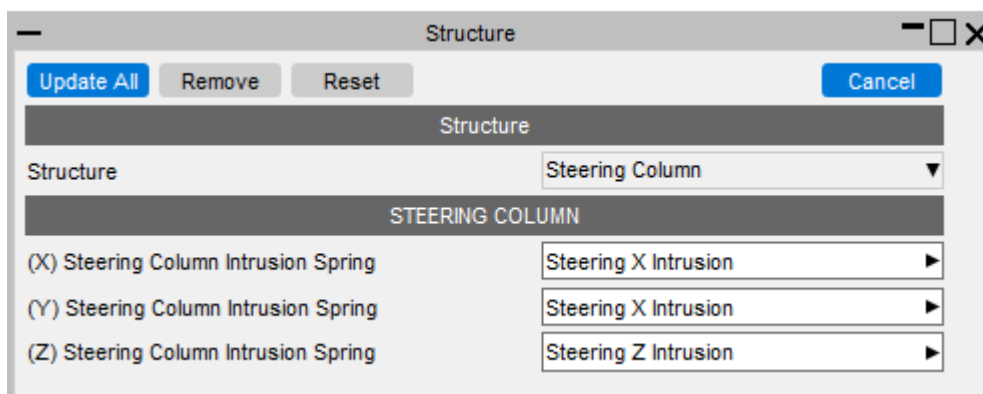 Structure
Update All Remove Reset Cancel
Structure
Structure Steering Column
STEERING COLUMN
(X) Steering Column Intrusion Spring Steering X Intrusion
(Y) Steering Column Intrusion Spring Steering X Intrusion
(Z) Steering Column Intrusion Spring Steering Z Intrusion